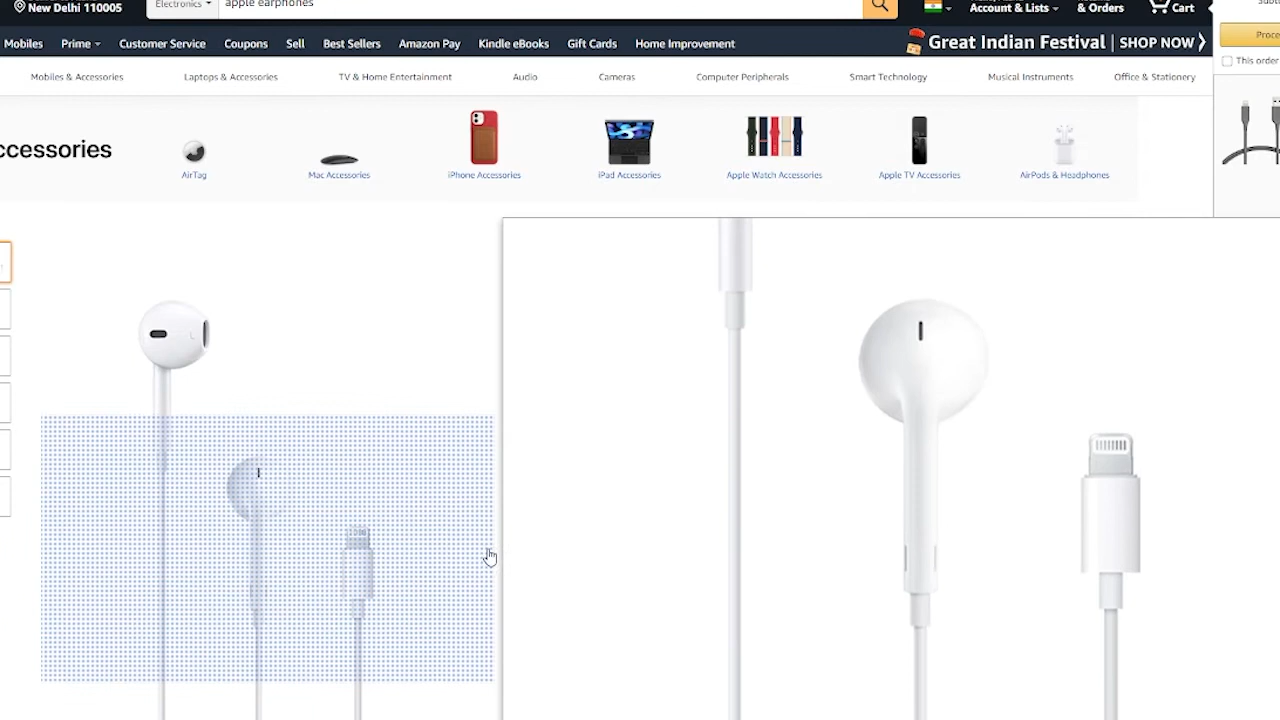 New Delhi 110005
Electronics
apple earphones
Account & Lists
& Orders
Cart
Mobiles
Prime
Customer Service
Coupons
Sell
Best Sellers
Amazon Pay
Kindle eBooks
Gift Cards
Home Improvement
Great Indian Festival | SHOP NOW
This order
Mobiles & Accessories
Laptops & Accessories
TV & Home Entertainment
Audio
Cameras
Computer Peripherals
Smart Technology
Musical Instruments
Office & Stationery
ccessories
AirTag
Mac Accessories
iPhone Accessories
iPad Accessories
Apple Watch Accessories
Apple TV Accessories
AirPods & Headphones